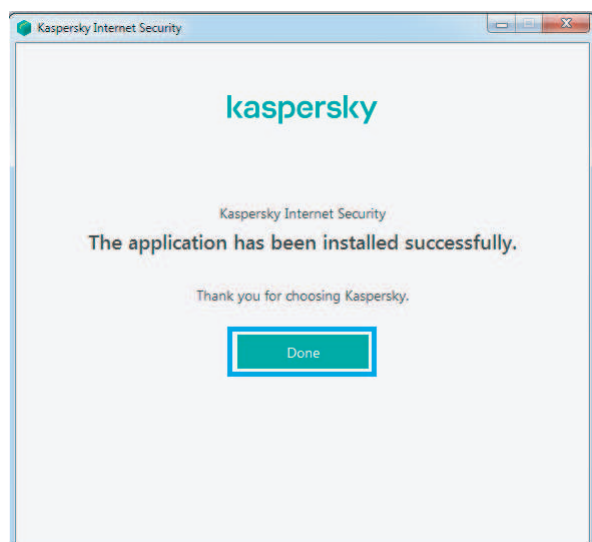 Kaspersky Internet Security
kaspersky
Kaspersky Internet Security
The application has been installed successfully.
Thank you for choosing Kaspersky.
Done